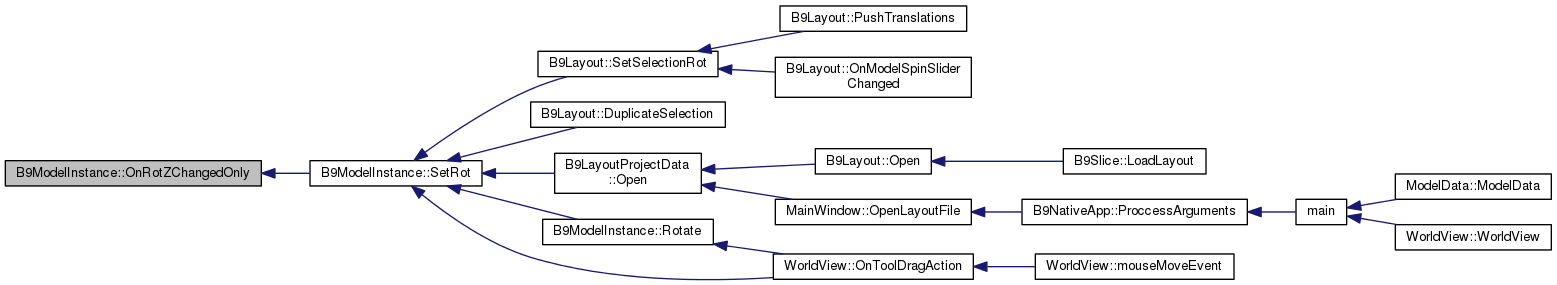 B9Layout::PushTranslations
B9Layout::SetSelectionRot
B9Layout::OnModelSpinSlider
Changed
B9Layout::DuplicateSelection
B9ModelInstance::OnRotZChangedOnly
B9ModelInstance::SetRot
B9LayoutProjectData
::Open
B9Layout::Open
B9Slice::LoadLayout
MainWindow::OpenLayoutFile
B9NativeApp::ProccessArguments
main
ModelData::ModelData
WorldView::WorldView
B9ModelInstance::Rotate
WorldView::OnToolDragAction
WorldView::mouseMoveEvent